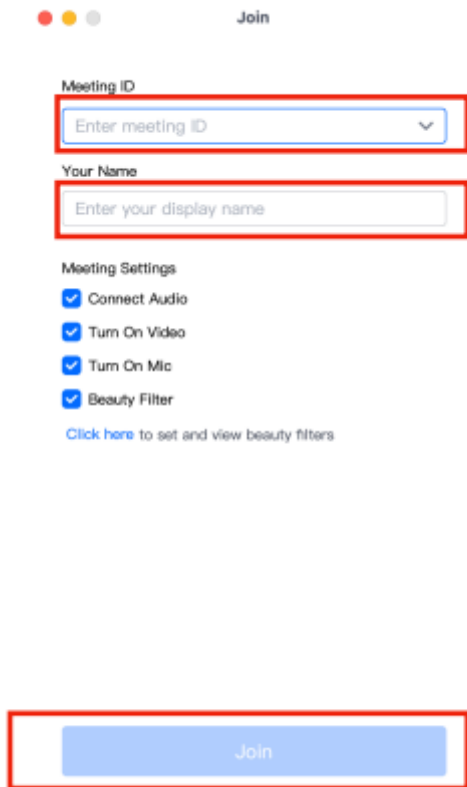 Join
Meeting ID
Enter meeting ID
Your Name
Enter your display name
Meeting Settings
Connect Audio
Turn On Video
Turn On Mic
Beauty Filter
Click here to set and view beauty filters
Join